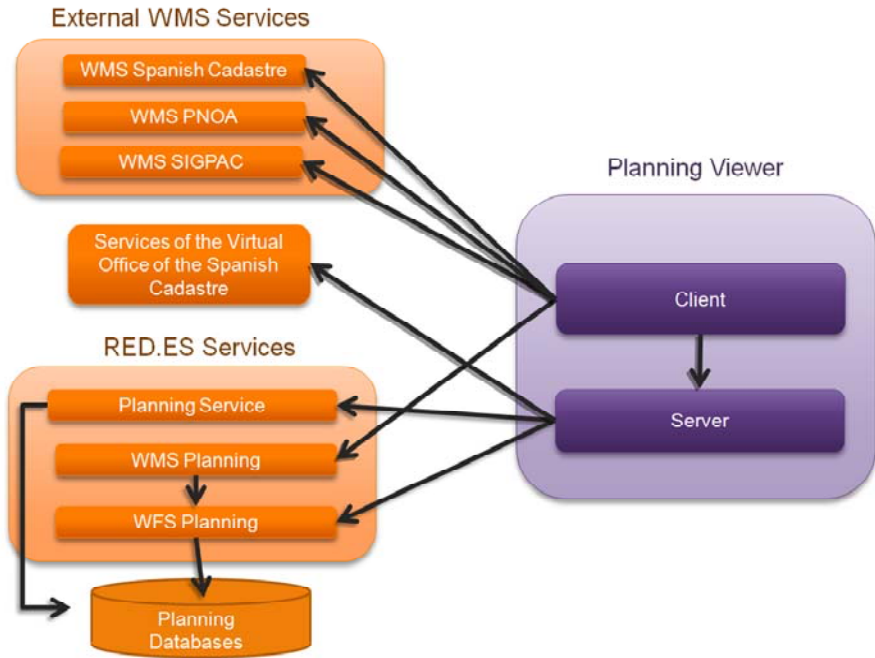 External WMS Services
WMS Spanish Cadastre
WMS PNOA
WMS SIGPAC
Services of the Virtual
Office of the Spanish
Cadastre
RED.ES Services
Planning Service
WMS Planning
WFS Planning
Planning
Databases
Planning Viewer
Client
Server